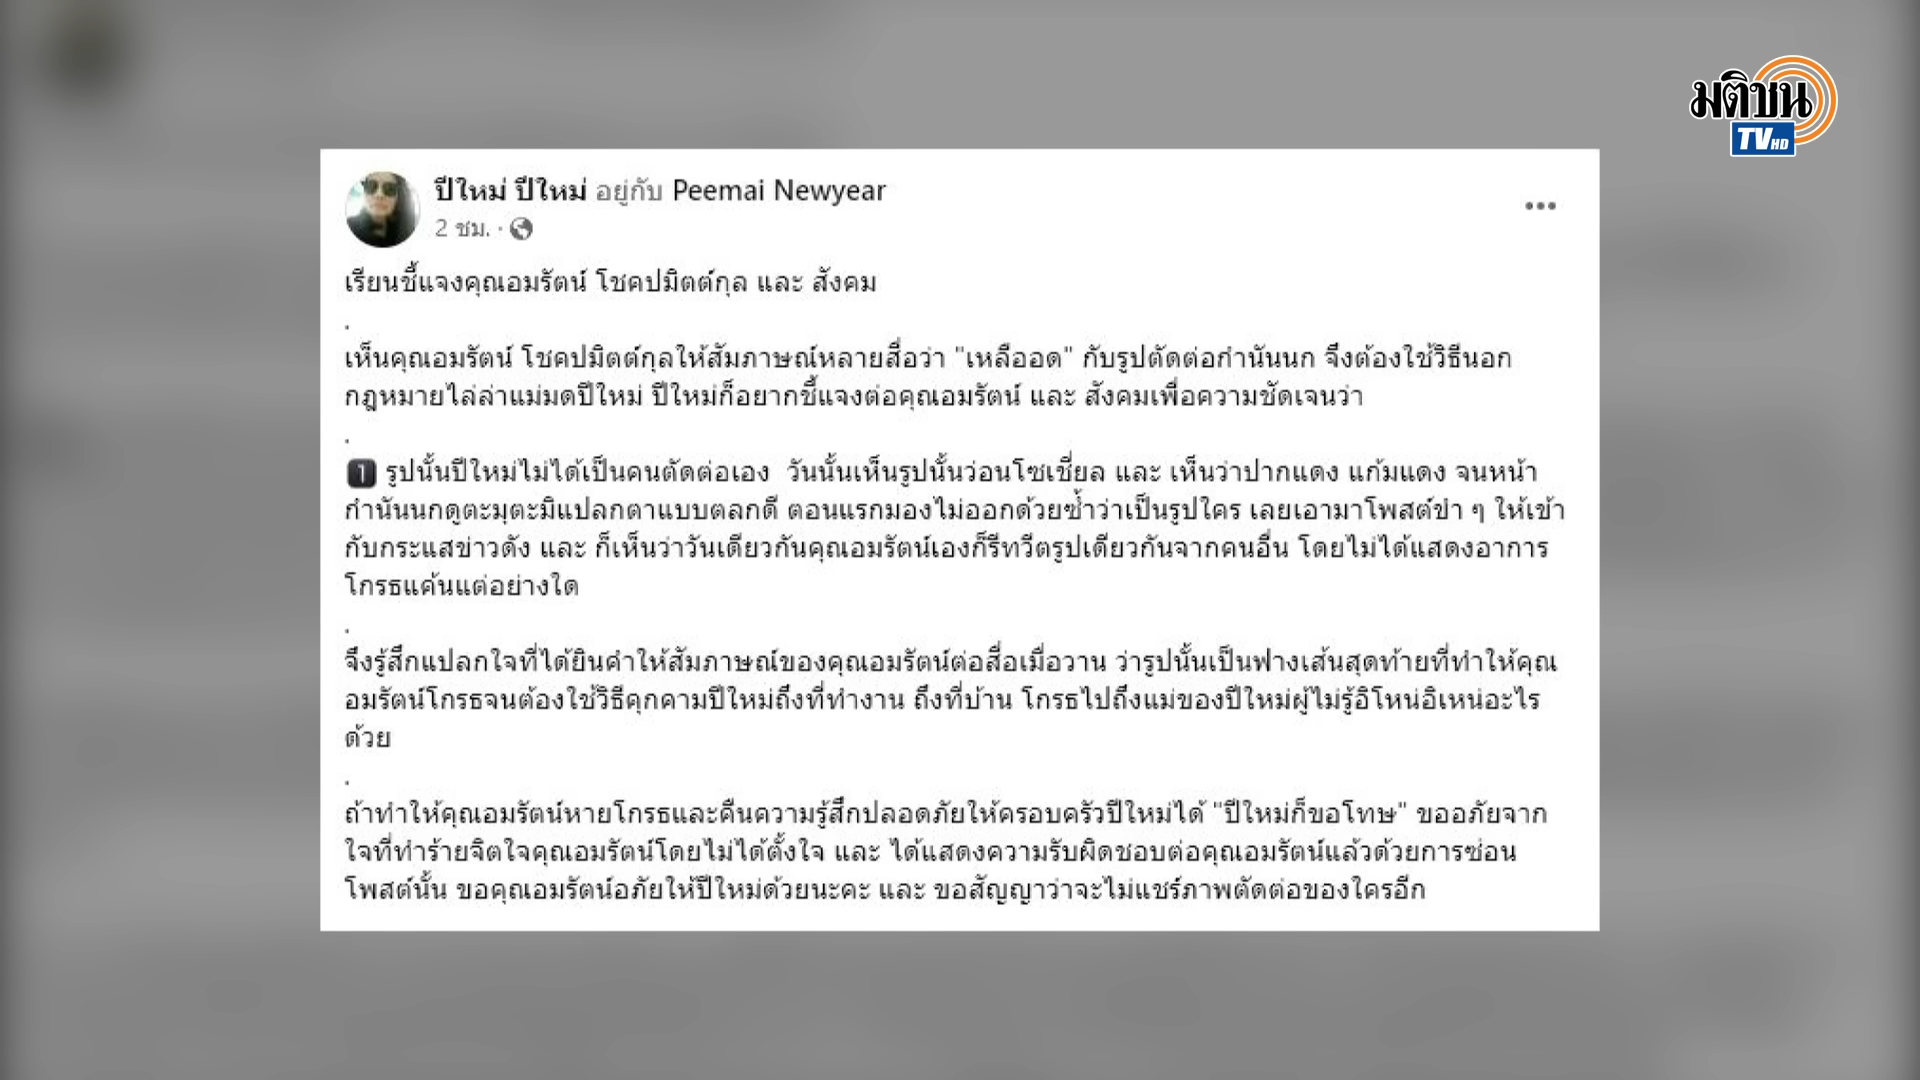 มติชน
TV HD
ปีใหม่ ปีใหม่ อยู่กับ Peemai Newyear
2 ชม. ·
เรียนชี้แจงคุณอมรัตน์ โชคปมิตต์กุล และ สังคม
.
เห็นคุณอมรัตน์ โชคปมิตต์กุลให้สัมภาษณ์หลายสื่อว่า "เหลืออด" กับรูปตัดต่อกำนันนก จึงต้องใช้วิธีนอก
กฎหมายไล่ล่าแม่มดปีใหม่ ปีใหม่ก็อยากชี้แจงต่อคุณอมรัตน์ และ สังคมเพื่อความชัดเจนว่า
.
1 รูปนั้นปีใหม่ไม่ได้เป็นคนตัดต่อเอง วันนั้นเห็นรูปนั้นว่อนโซเชี่ยล และ เห็นว่าปากแดง แก้มแดง จนหน้า
กำนันนกดูตะมุตะมิแปลกตาแบบตลกดี ตอนแรกมองไม่ออกด้วยซ้ำว่าเป็นรูปใคร เลยเอามาโพสต์ขำ ๆ ให้เข้า
กับกระแสข่าวดัง และ ก็เห็นว่าวันเดียวกันคุณอมรัตน์เองก็รีทวีตรูปเดียวกันจากคนอื่น โดยไม่ได้แสดงอาการ
โกรธแค้นแต่อย่างใด
.
จึงรู้สึกแปลกใจที่ได้ยินคำให้สัมภาษณ์ของคุณอมรัตน์ต่อสื่อเมื่อวาน ว่ารูปนั้นเป็นฟางเส้นสุดท้ายที่ทำให้คุณ
อมรัตน์โกรธจนต้องใช้วิธีคุกคามปีใหม่ถึงที่ทำงาน ถึงที่บ้าน โกรธไปถึงแม่ของปีใหม่ผู้ไม่รู้อิโหน่อิเหน่อะไร
ด้วย
.
ถ้าทำให้คุณอมรัตน์หายโกรธและคืนความรู้สึกปลอดภัยให้ครอบครัวปีใหม่ได้ "ปีใหม่ก็ขอโทษ" ขออภัยจาก
ใจที่ทำร้ายจิตใจคุณอมรัตน์โดยไม่ได้ตั้งใจ และ ได้แสดงความรับผิดชอบต่อคุณอมรัตน์แล้วด้วยการซ่อน
โพสต์นั้น ขอคุณอมรัตน์อภัยให้ปีใหม่ด้วยนะคะ และ ขอสัญญาว่าจะไม่แชร์ภาพตัดต่อของใครอีก